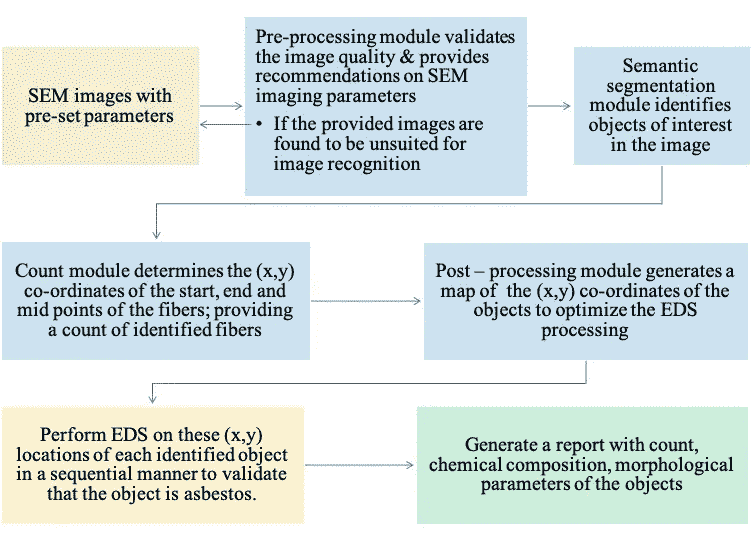 SEM images with
pre-set parameters
Pre-processing module validates
the image quality & provides
recommendations on SEM
imaging parameters
• If the provided images are
found to be unsuited for
image recognition
Semantic
segmentation
module identifies
objects of interest
in the image
Count module determines the (x,y)
co-ordinates of the start, end and
mid points of the fibers; providing
a count of identified fibers
Post – processing module generates a
map of the (x,y) co-ordinates of the
objects to optimize the EDS
processing
Perform EDS on these (x,y)
locations of each identified object
in a sequential manner to validate
that the object is asbestos.
Generate a report with count,
chemical composition, morphological
parameters of the objects